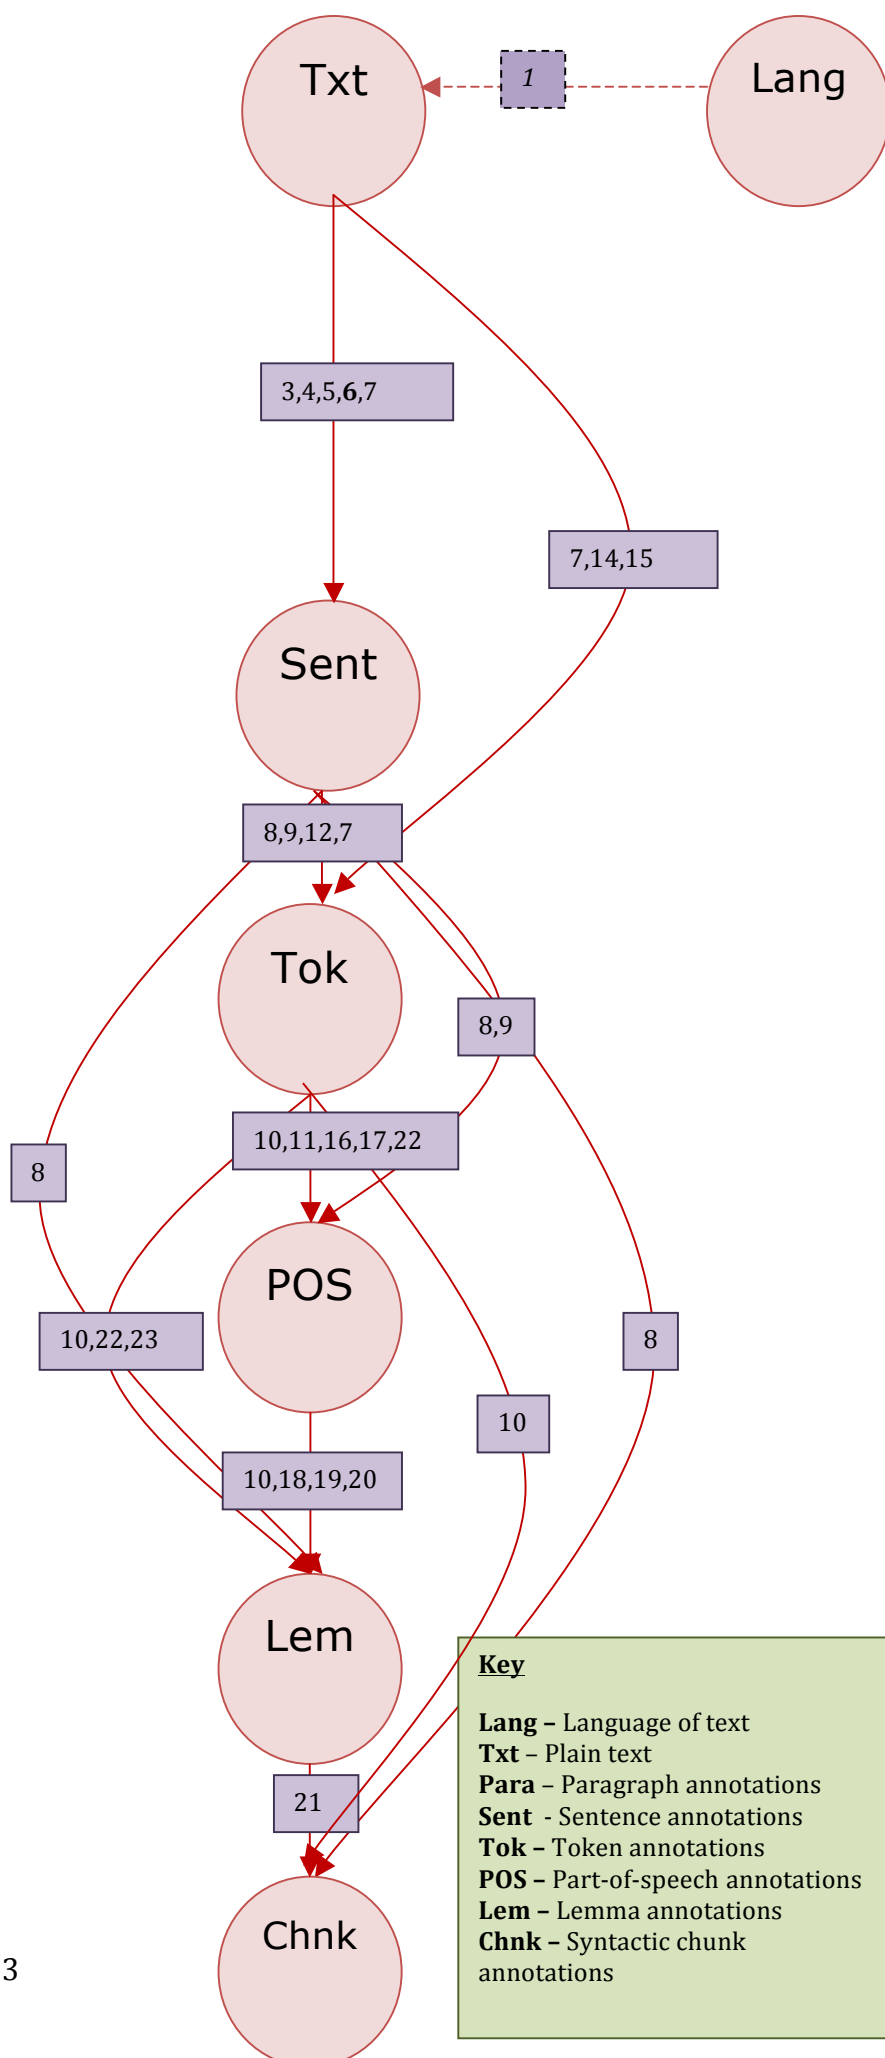 Txt
Lang
1
3,4,5,6,7
7,14,15
Sent
8,9,12,7
Tok
8,9
10,11,16,17,22
8
POS
10,22,23
8
10
10,18,19,20
Lem
21
Chnk
Key
Lang – Language of text
Txt – Plain text
Para – Paragraph annotations
Sent - Sentence annotations
Tok – Token annotations
POS – Part-of-speech annotations
Lem – Lemma annotations
Chnk – Syntactic chunk
annotations
3